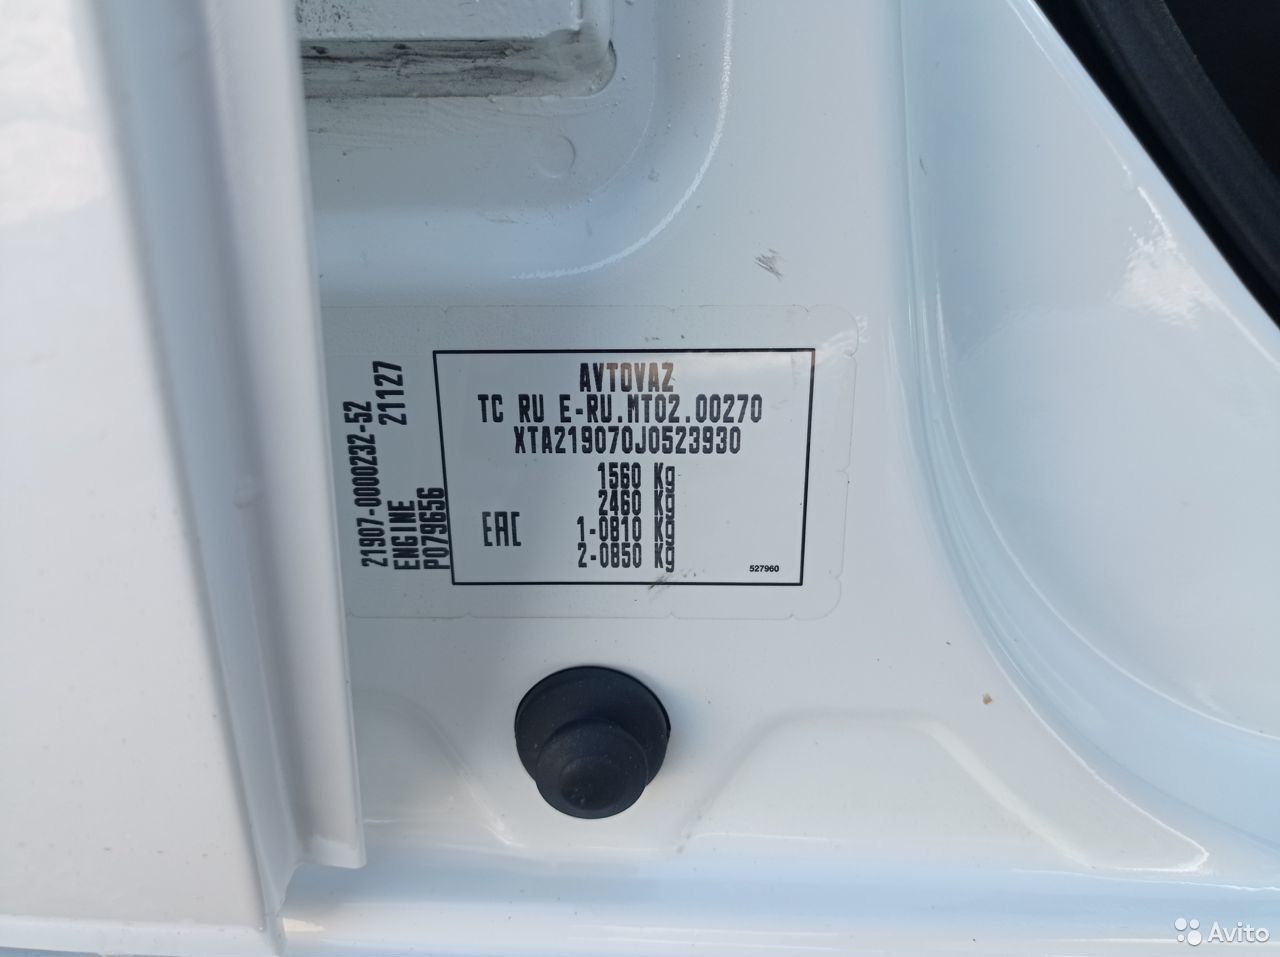 AVTOVAZ
TC RU E-RU.MT02.00270
XTA219070J0523930
1560 Kg
2460 Kg
1-0810 Kg
2-0850 Kg
EAC
527960
21907-0000232-52
ENGINE 21127
P079656
Avito